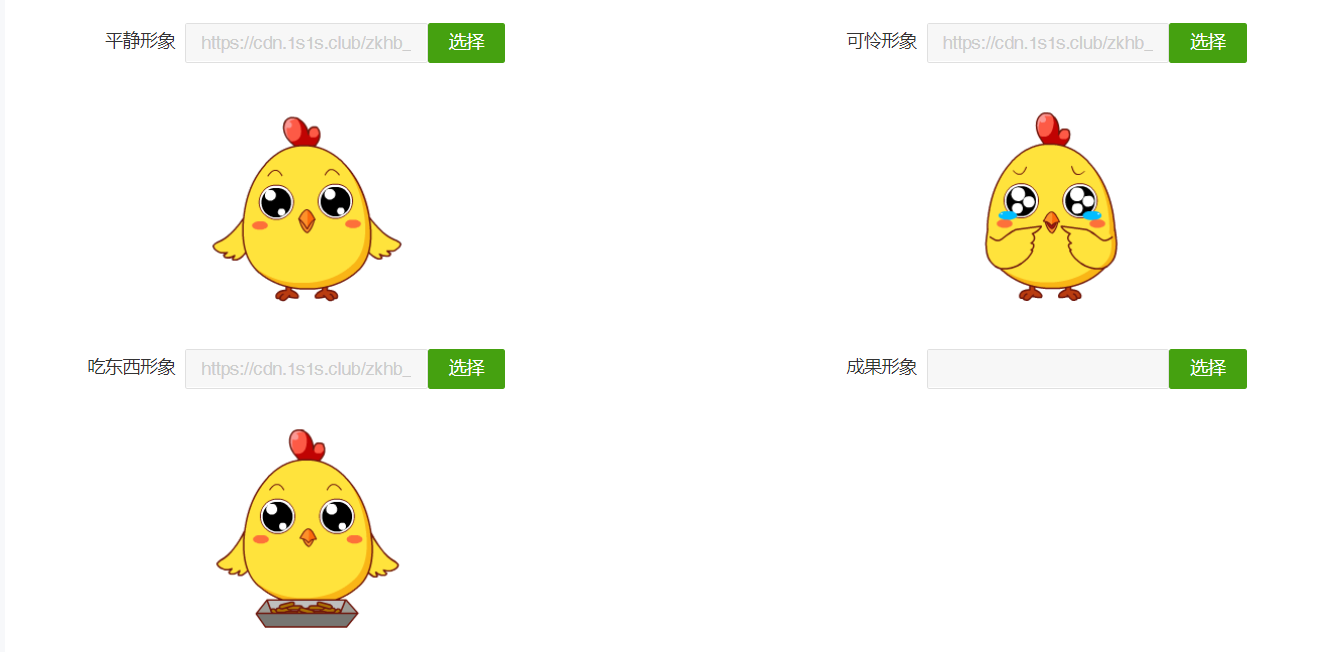 平静形象 https://cdn.1s1s.club/zkhb_ 选择
可怜形象 https://cdn.1s1s.club/zkhb_ 选择
吃东西形象 https://cdn.1s1s.club/zkhb_ 选择
成果形象 选择